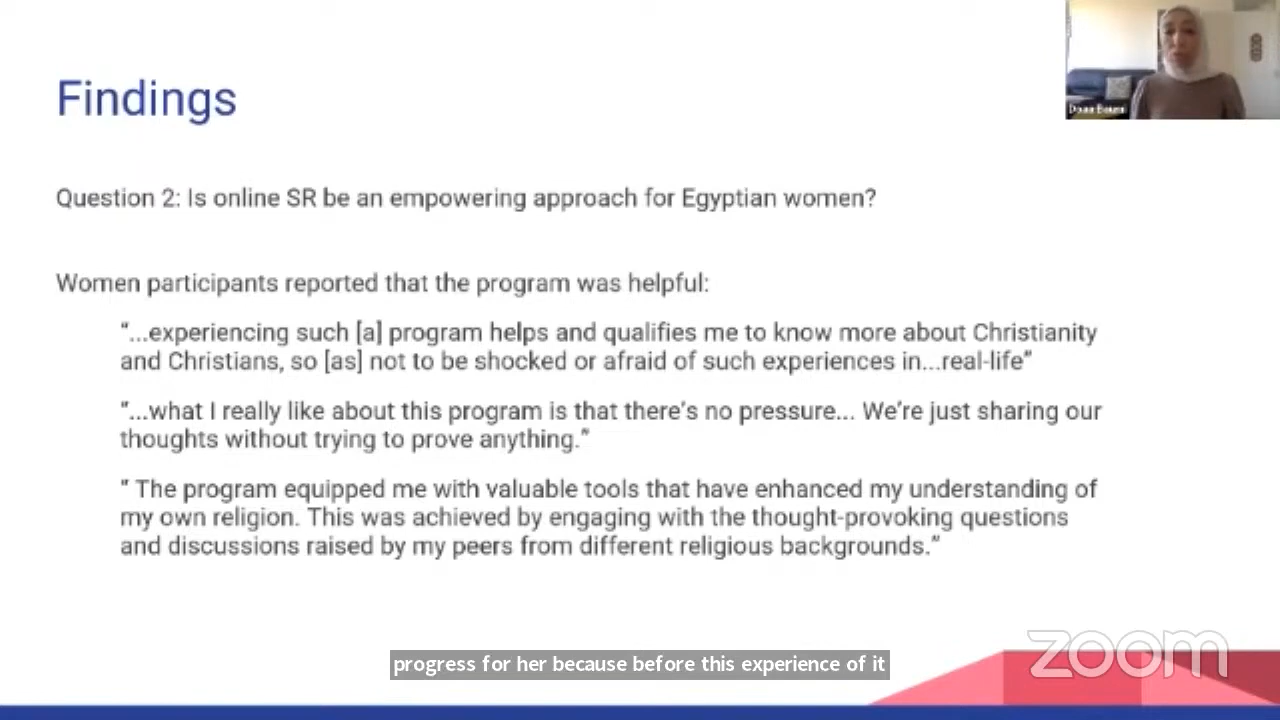 Findings
Question 2: Is online SR be an empowering approach for Egyptian women?
Women participants reported that the program was helpful:
“...experiencing such [a] program helps and qualifies me to know more about Christianity
and Christians, so [as] not to be shocked or afraid of such experiences in...real-life”
“...what I really like about this program is that there’s no pressure... We’re just sharing our
thoughts without trying to prove anything.”
“ The program equipped me with valuable tools that have enhanced my understanding of
my own religion. This was achieved by engaging with the thought-provoking questions
and discussions raised by my peers from different religious backgrounds.”
progress for her because before this experience of it
zoom